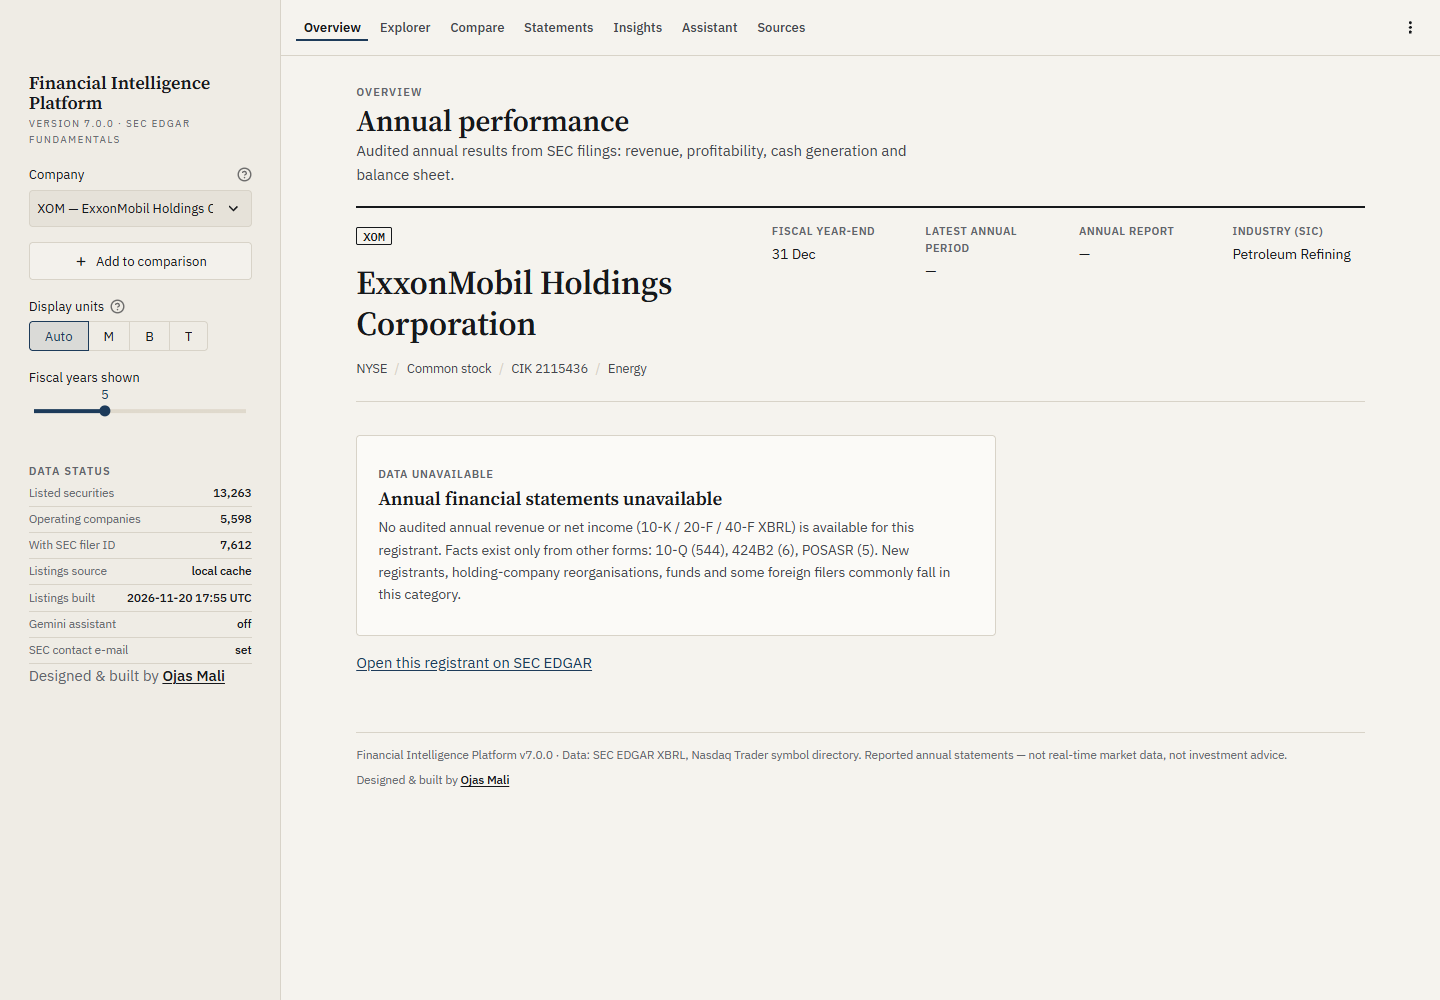 Financial Intelligence
Platform
VERSION 7.0.0 · SEC EDGAR
FUNDAMENTALS
Company
XOM — ExxonMobil Holdings C
Add to comparison
Display units
Auto M B T
Fiscal years shown
5
DATA STATUS
Listed securities 13,263
Operating companies 5,598
With SEC filer ID 7,612
Listings source local cache
Listings built 2026-11-20 17:55 UTC
Gemini assistant off
SEC contact e-mail set
Designed & built by Ojas Mali
Overview Explorer Compare Statements Insights Assistant Sources
OVERVIEW
Annual performance
Audited annual results from SEC filings: revenue, profitability, cash generation and
balance sheet.
XOM
ExxonMobil Holdings
Corporation
NYSE / Common stock / CIK 2115436 / Energy
FISCAL YEAR-END
31 Dec
LATEST ANNUAL
PERIOD
—
ANNUAL REPORT
—
INDUSTRY (SIC)
Petroleum Refining
DATA UNAVAILABLE
Annual financial statements unavailable
No audited annual revenue or net income (10-K / 20-F / 40-F XBRL) is available for this
registrant. Facts exist only from other forms: 10-Q (544), 424B2 (6), POSASR (5). New
registrants, holding-company reorganisations, funds and some foreign filers commonly fall in
this category.
Open this registrant on SEC EDGAR
Financial Intelligence Platform v7.0.0 · Data: SEC EDGAR XBRL, Nasdaq Trader symbol directory. Reported annual statements — not real-time market data, not investment advice.
Designed & built by Ojas Mali